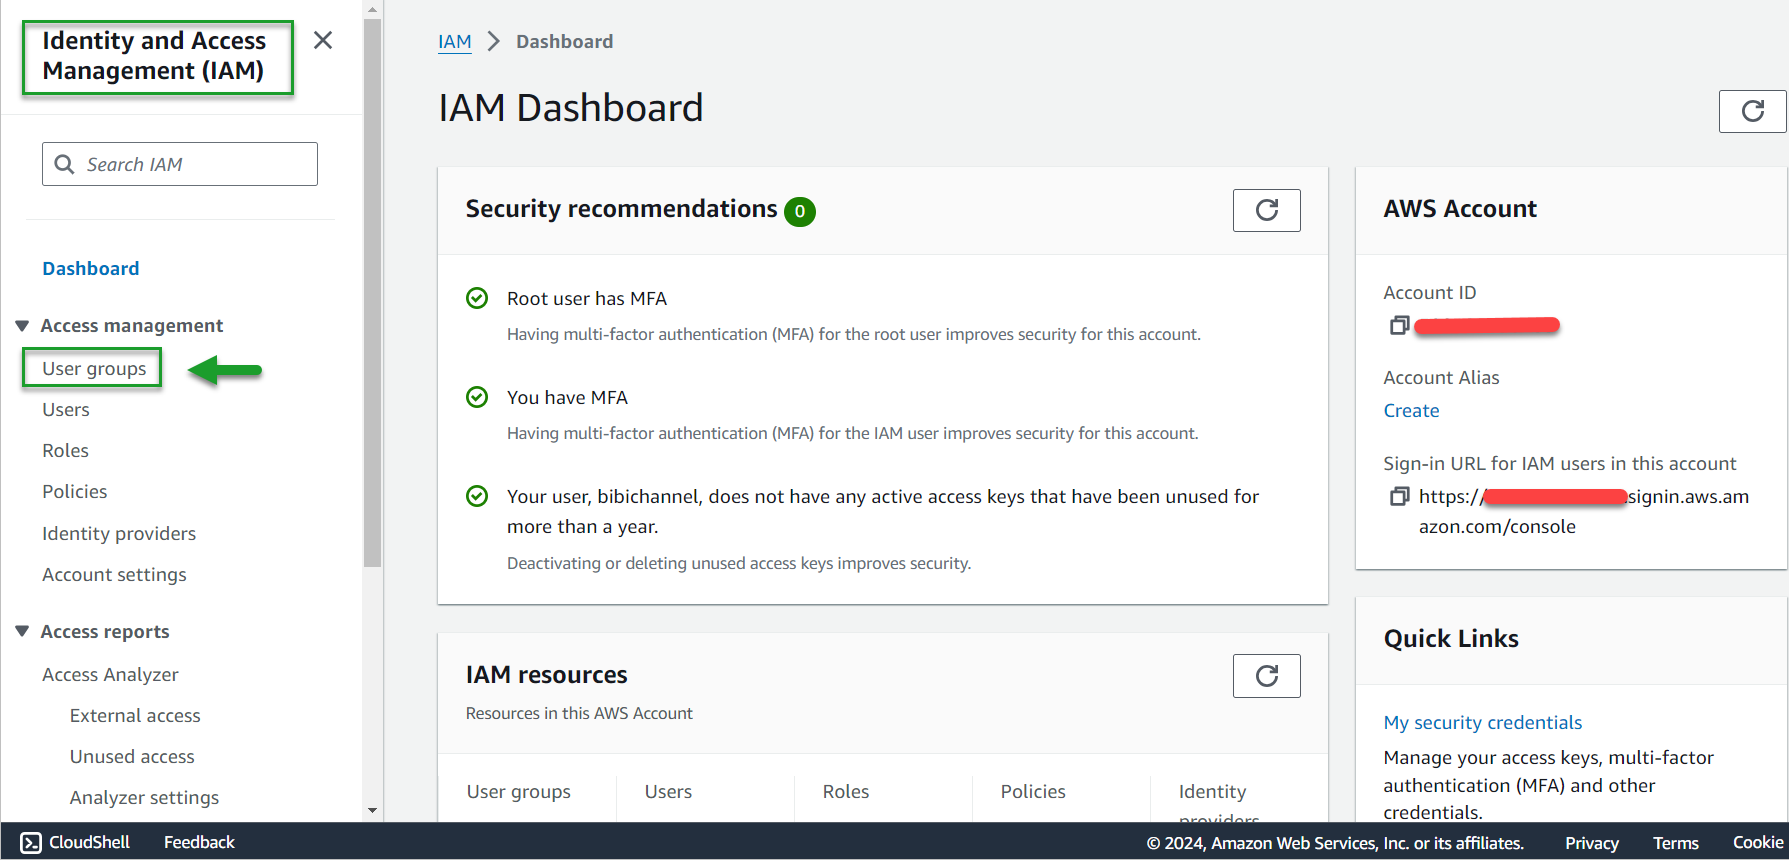 Identity and Access
Management (IAM)
Search IAM
Dashboard
Access management
User groups
Users
Roles
Policies
Identity providers
Account settings
Access reports
Access Analyzer
External access
Unused access
Analyzer settings
IAM
Dashboard
IAM Dashboard
Security recommendations 0
Root user has MFA
Having multi-factor authentication (MFA) for the root user improves security for this account.
You have MFA
Having multi-factor authentication (MFA) for the IAM user improves security for this account.
Your user, bibichannel, does not have any active access keys that have been unused for
more than a year.
Deactivating or deleting unused access keys improves security.
IAM resources
Resources in this AWS Account
User groups
Users
Roles
Policies
Identity
providers
AWS Account
Account ID
Account Alias
Create
Sign-in URL for IAM users in this account
https:/
.signin.aws.am
azon.com/console
Quick Links
My security credentials
Manage your access keys, multi-factor
authentication (MFA) and other
credentials.
CloudShell
Feedback
© 2024, Amazon Web Services, Inc. or its affiliates.
Privacy
Terms
Cookie